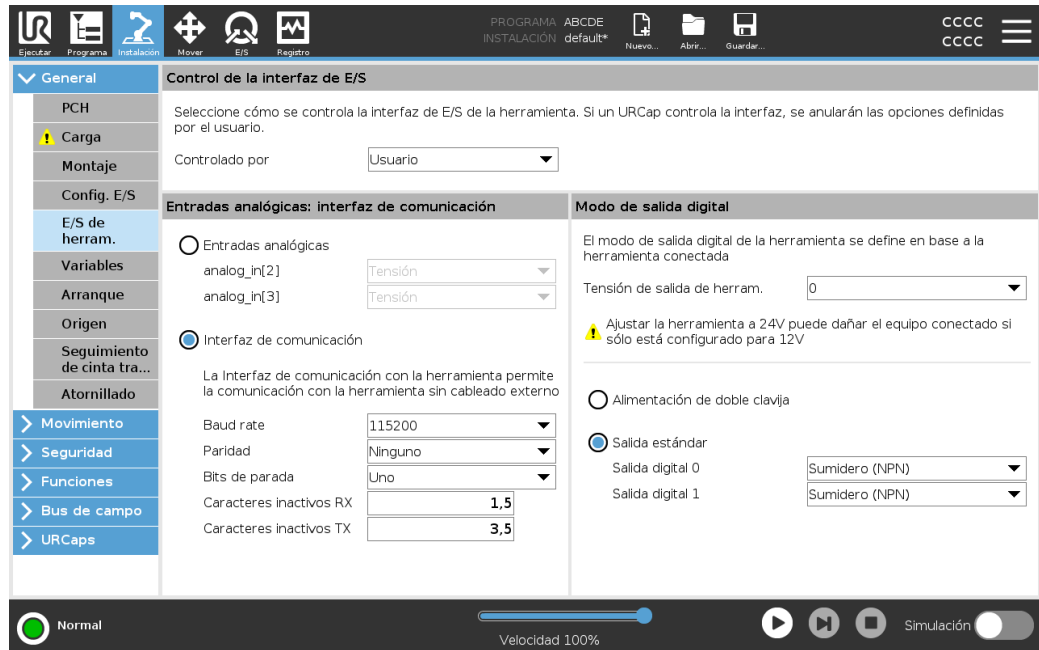 UR
Ejecutar
Programa
Instalación
Mover
E/S
Registro
PROGRAMA ABCDE
INSTALACIÓN default*
Nuevo...
Abrir...
Guardar...
CCCC
CCCC
General
PCH
Carga
Montaje
Config. E/S
E/S de
herram.
Variables
Arranque
Origen
Seguimiento
de cinta tra...
Atornillado
Movimiento
Seguridad
Funciones
Bus de campo
URCaps
Control de la interfaz de E/S
Seleccione cómo se controla la interfaz de E/S de la herramienta. Si un URCap controla la interfaz, se anularán las opciones definidas
por el usuario.
Controlado por Usuario
Entradas analógicas: interfaz de comunicación
Entradas analógicas
analog_in[2] Tensión
analog_in[3] Tensión
Interfaz de comunicación
La Interfaz de comunicación con la herramienta permite
la comunicación con la herramienta sin cableado externo
Baud rate 115200
Paridad Ninguno
Bits de parada Uno
Caracteres inactivos RX 1,5
Caracteres inactivos TX 3,5
Modo de salida digital
El modo de salida digital de la herramienta se define en base a la
herramienta conectada
Tensión de salida de herram. 0
Ajustar la herramienta a 24V puede dañar el equipo conectado si
sólo está configurado para 12V
Alimentación de doble clavija
Salida estándar
Salida digital 0 Sumidero (NPN)
Salida digital 1 Sumidero (NPN)
Normal
Velocidad 100%
Simulación